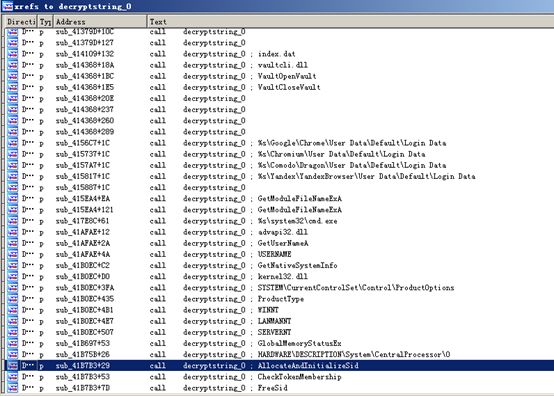 xrefs to decryptstring_0
Directi Ty Address Text
D… p sub_41379D+10C call decryptstring_0
D… p sub_41379D+127 call decryptstring_0
D… p sub_414109+132 call decryptstring_0 ; index.dat
D… p sub_414368+18A call decryptstring_0 ; vaultcli.dll
D… p sub_414368+1BC call decryptstring_0 ; VaultOpenVault
D… p sub_414368+1E5 call decryptstring_0 ; VaultCloseVault
D… p sub_414368+20E call decryptstring_0
D… p sub_414368+237 call decryptstring_0
D… p sub_414368+260 call decryptstring_0
D… p sub_414368+289 call decryptstring_0
D… p sub_4156C7+1C call decryptstring_0 ; %s\Google\Chrome\User Data\Default\Login Data
D… p sub_415737+1C call decryptstring_0 ; %s\Chromium\User Data\Default\Login Data
D… p sub_4157A7+1C call decryptstring_0 ; %s\Comodo\Dragon\User Data\Default\Login Data
D… p sub_415817+1C call decryptstring_0 ; %s\Yandex\YandexBrowser\User Data\Default\Login Data
D… p sub_415887+1C call decryptstring_0
D… p sub_415EA4+EA call decryptstring_0 ; GetModuleFileNameExA
D… p sub_415EA4+121 call decryptstring_0 ; GetModuleFileNameExA
D… p sub_417E8C+61 call decryptstring_0 ; %s\system32\cmd.exe
D… p sub_41AFAE+12 call decryptstring_0 ; advapi32.dll
D… p sub_41AFAE+2A call decryptstring_0 ; GetUserNameA
D… p sub_41AFAE+4A call decryptstring_0 ; USERNAME
D… p sub_41B0EC+C2 call decryptstring_0 ; GetNativeSystemInfo
D… p sub_41B0EC+D0 call decryptstring_0 ; kernel32.dll
D… p sub_41B0EC+3FA call decryptstring_0 ; SYSTEM\CurrentControlSet\Control\ProductOptions
D… p sub_41B0EC+435 call decryptstring_0 ; ProductType
D… p sub_41B0EC+4B1 call decryptstring_0 ; WINNT
D… p sub_41B0EC+4E7 call decryptstring_0 ; LANMANNT
D… p sub_41B0EC+507 call decryptstring_0 ; SERVERNT
D… p sub_41B697+53 call decryptstring_0 ; GlobalMemoryStatusEx
D… p sub_41B75B+26 call decryptstring_0 ; HARDWARE\DESCRIPTION\System\CentralProcessor\0
D… p sub_41B7B3+29 call decryptstring_0 ; AllocateAndInitializeSid
D… p sub_41B7B3+53 call decryptstring_0 ; CheckTokenMembership
D… p sub_41B7B3+7D call decryptstring_0 ; FreeSid